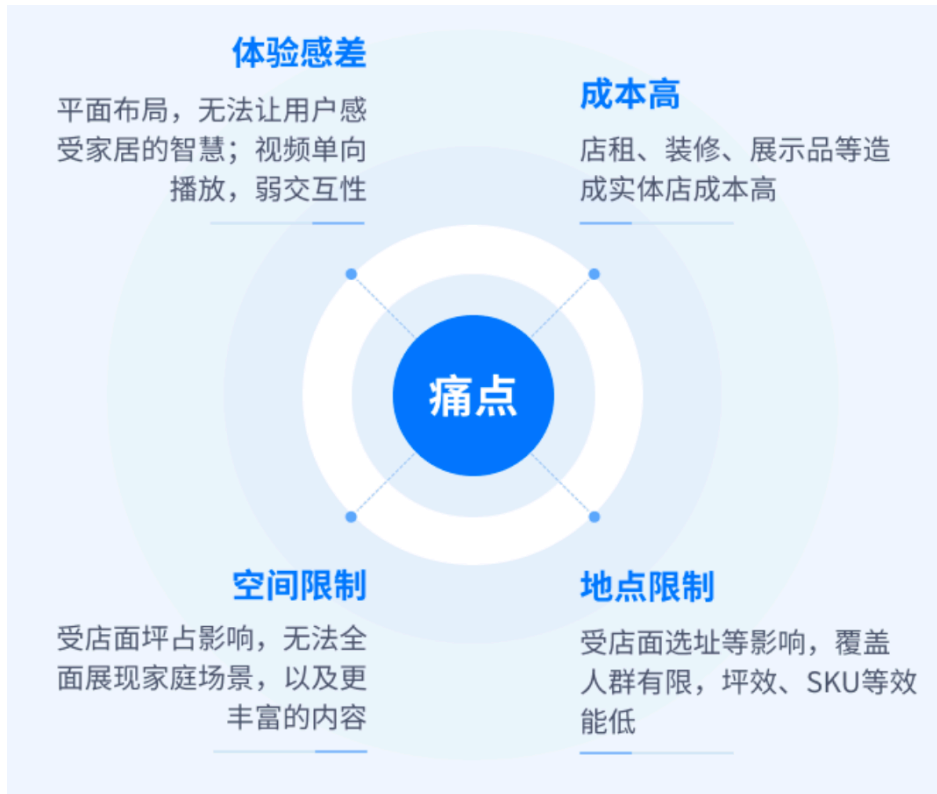 体验感差
平面布局，无法让用户感
受家居的智慧；视频单向
播放，弱交互性
成本高
店租、装修、展示品等造
成实体店成本高
痛点
空间限制
受店面坪占影响，无法全
面展现家庭场景，以及更
丰富的内容
地点限制
受店面选址等影响，覆盖
人群有限，坪效、SKU等效
能低